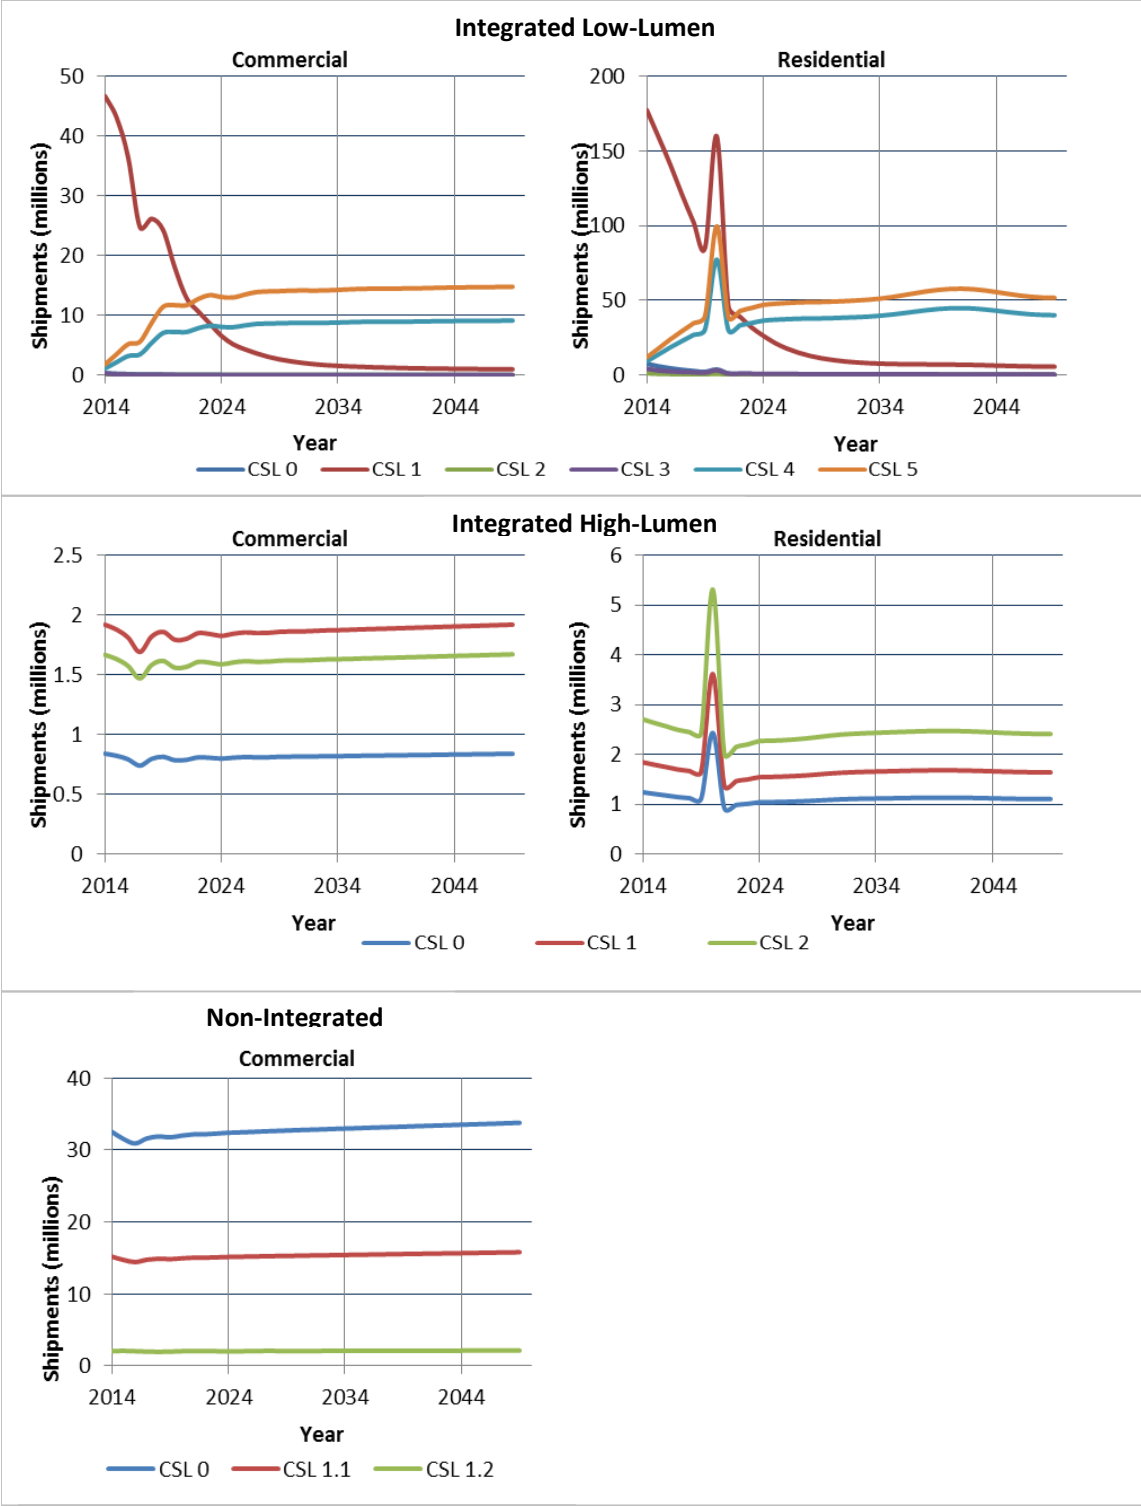 Integrated Low-Lumen
Commercial
Residential
Shipments (millions)
50
40
30
20
10
0
2014 2024 2034 2044
Year
Shipments (millions)
200
150
100
50
0
2014 2024 2034 2044
Year
CSL 0 CSL 1 CSL 2 CSL 3 CSL 4 CSL 5
Integrated High-Lumen
Commercial
Residential
Shipments (millions)
2.5
2
1.5
1
0.5
0
2014 2024 2034 2044
Year
Shipments (millions)
6
5
4
3
2
1
0
2014 2024 2034 2044
Year
CSL 0 CSL 1 CSL 2
Non-Integrated
Commercial
Shipments (millions)
40
30
20
10
0
2014 2024 2034 2044
Year
CSL 0 CSL 1.1 CSL 1.2